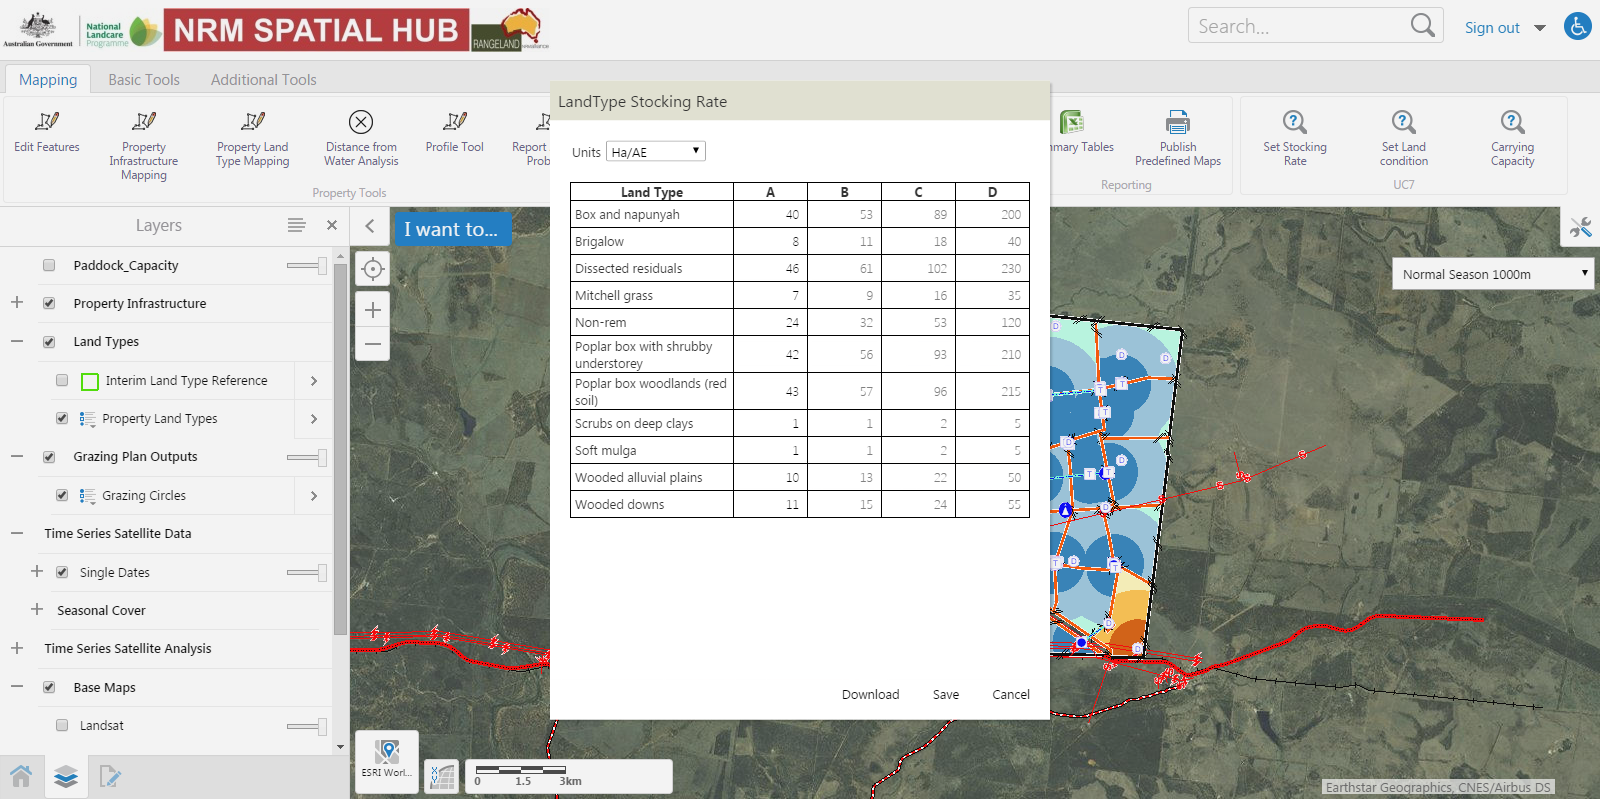 Australian Government
National
Landcare
Programme
NRM SPATIAL HUB
RANGELAND
Search...
Sign out
Mapping
Basic Tools
Additional Tools
Edit Features
Property
Infrastructure
Mapping
Property Land
Type Mapping
Distance from
Water Analysis
Profile Tool
Report
Prob
Property Tools
mary Tables
Publish
Predefined Maps
Reporting
Set Stocking
Rate
Set Land
condition
Carrying
Capacity
UC7
Layers
Paddock_Capacity
Property Infrastructure
Land Types
Interim Land Type Reference
Property Land Types
Grazing Plan Outputs
Grazing Circles
Time Series Satellite Data
Single Dates
Seasonal Cover
Time Series Satellite Analysis
Base Maps
Landsat
I want to...
Normal Season 1000m
LandType Stocking Rate
Units Ha/AE
Land Type A B C D
Box and napunyah 40 53 89 200
Brigalow 8 11 18 40
Dissected residuals 46 61 102 230
Mitchell grass 7 9 16 35
Non-rem 24 32 53 120
Poplar box with shrubby
understorey 42 56 93 210
Poplar box woodlands (red
soil) 43 57 96 215
Scrubs on deep clays 1 1 2 5
Soft mulga 1 1 2 5
Wooded alluvial plains 10 13 22 50
Wooded downs 11 15 24 55
Download Save Cancel
ESRI Worl...
0 1.5 3km
Earthstar Geographics, CNES/Airbus DS